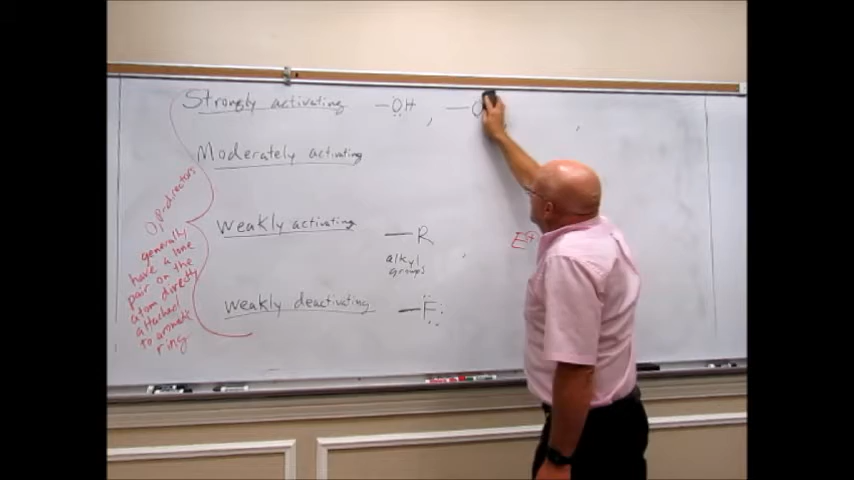 Strongly activating -OH , -O
Moderately activating
Weakly activating -R
alkyl
groups
weakly deactivating -F
O,P-directors
generally
have a lone
pair on the
atom directly
attached
to aromatic
ring
E+